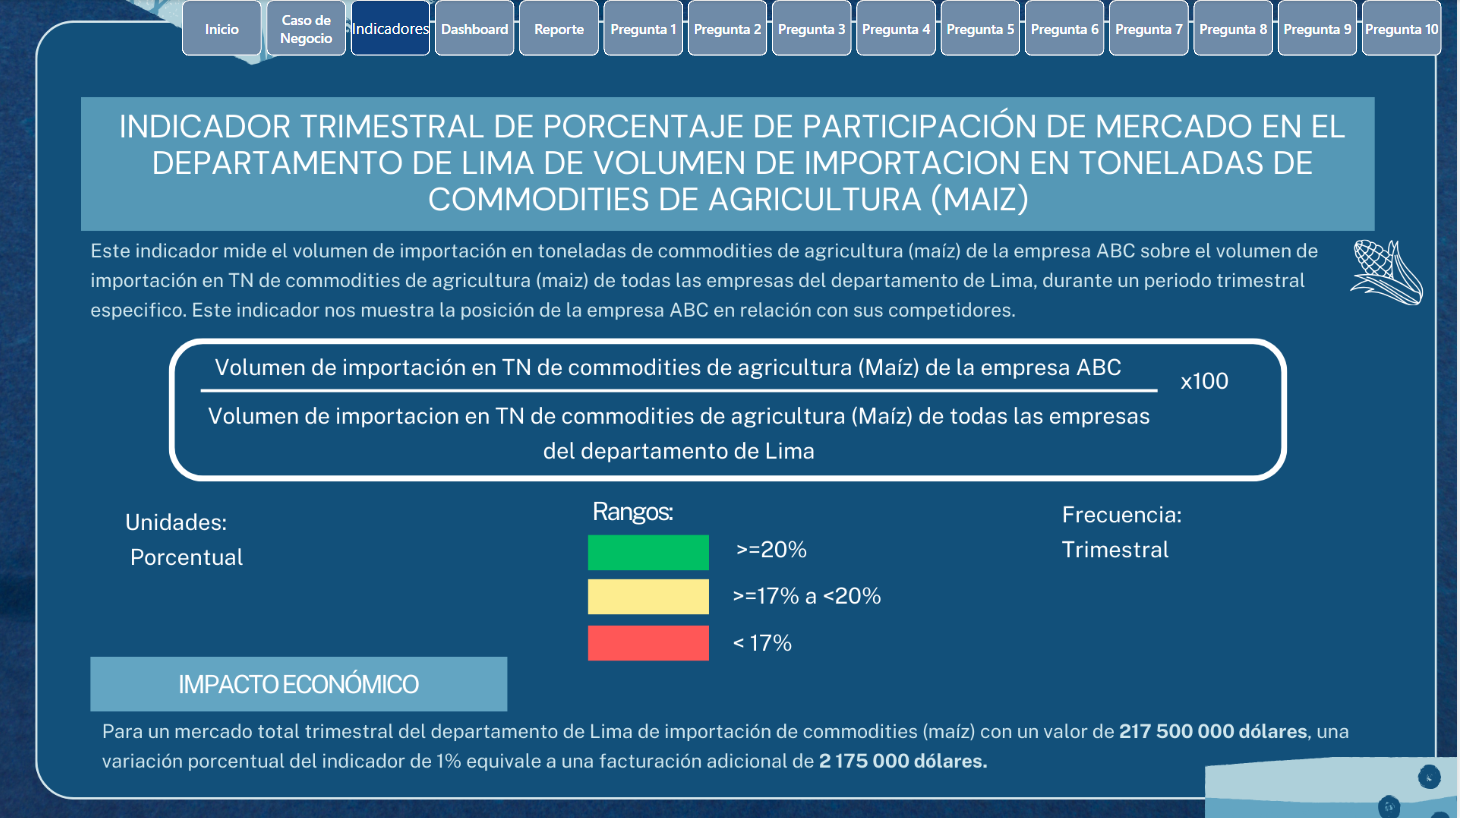 Inicio
Caso de
Negocio
Indicadores
Dashboard
Reporte
Pregunta 1
Pregunta 2
Pregunta 3
Pregunta 4
Pregunta 5
Pregunta 6
Pregunta 7
Pregunta 8
Pregunta 9
Pregunta 10
INDICADOR TRIMESTRAL DE PORCENTAJE DE PARTICIPACIÓN DE MERCADO EN EL
DEPARTAMENTO DE LIMA DE VOLUMEN DE IMPORTACION EN TONELADAS DE
COMMODITIES DE AGRICULTURA (MAIZ)
Este indicador mide el volumen de importación en toneladas de commodities de agricultura (maíz) de la empresa ABC sobre el volumen de
importación en TN de commodities de agricultura (maiz) de todas las empresas del departamento de Lima, durante un periodo trimestral
especifico. Este indicador nos muestra la posición de la empresa ABC en relación con sus competidores.
Volumen de importación en TN de commodities de agricultura (Maíz) de la empresa ABC
x100
Volumen de importacion en TN de commodities de agricultura (Maíz) de todas las empresas
del departamento de Lima
Unidades:
Porcentual
Rangos:
>=20%
>=17% a <20%
< 17%
Frecuencia:
Trimestral
IMPACTO ECONÓMICO
Para un mercado total trimestral del departamento de Lima de importación de commodities (maíz) con un valor de 217 500 000 dólares, una
variación porcentual del indicador de 1% equivale a una facturación adicional de 2 175 000 dólares.